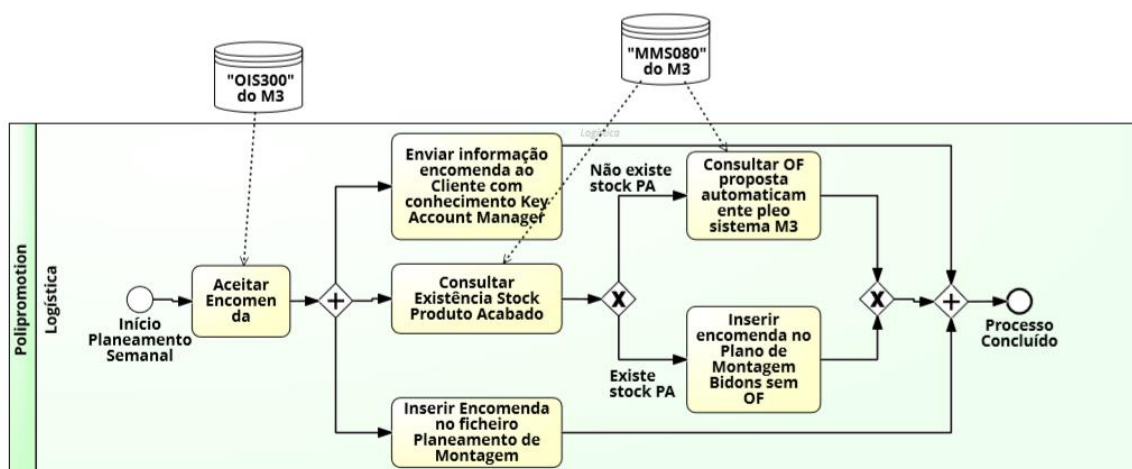 "OIS300"
do M3
"MMS080"
do M3
Polipromotion
Logística
Logística
Início
Planeamento
Semanal
Aceitar
Encomen
da
Enviar informação
encomenda ao
Cliente com
conhecimento Key
Account Manager
Consultar
Existência Stock
Produto Acabado
Inserir Encomenda
no ficheiro
Planeamento de
Montagem
Não existe
stock PA
Existe
stock PA
Consultar OF
proposta
automaticam
ente pleo
sistema M3
Inserir
encomenda no
Plano de
Montagem
Bidons sem
OF
Processo
Concluído